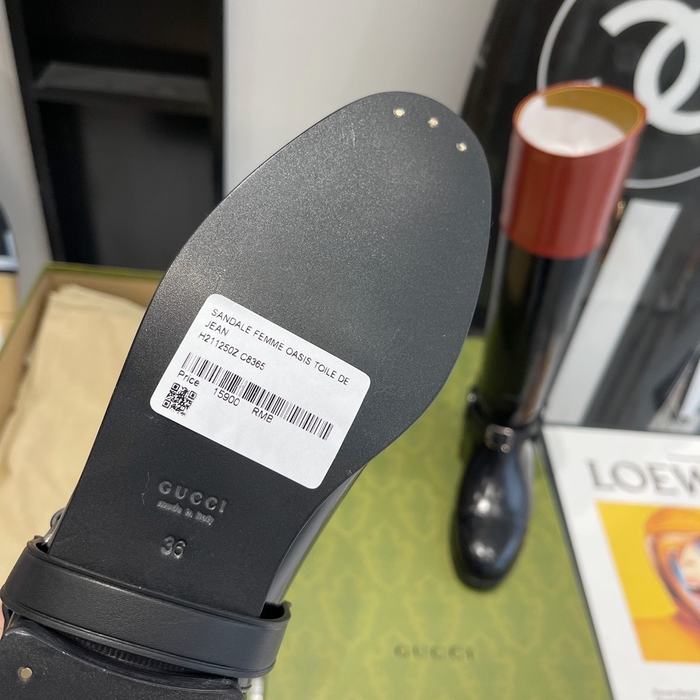 SANDALE FEMME OASIS TOILE DE
JEAN
H211250Z C8365
Price 15900 RMB
GUCCI
made in italy
36
LOEW
GUCCI